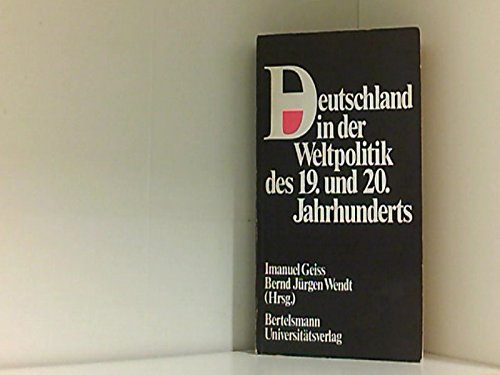 Deutschland
in der
Weltpolitik
des 19. und 20.
Jahrhunderts
Imanuel Geiss
Bernd Jürgen Wendt
(Hrsg.)
Bertelsmann
Universitätsverlag